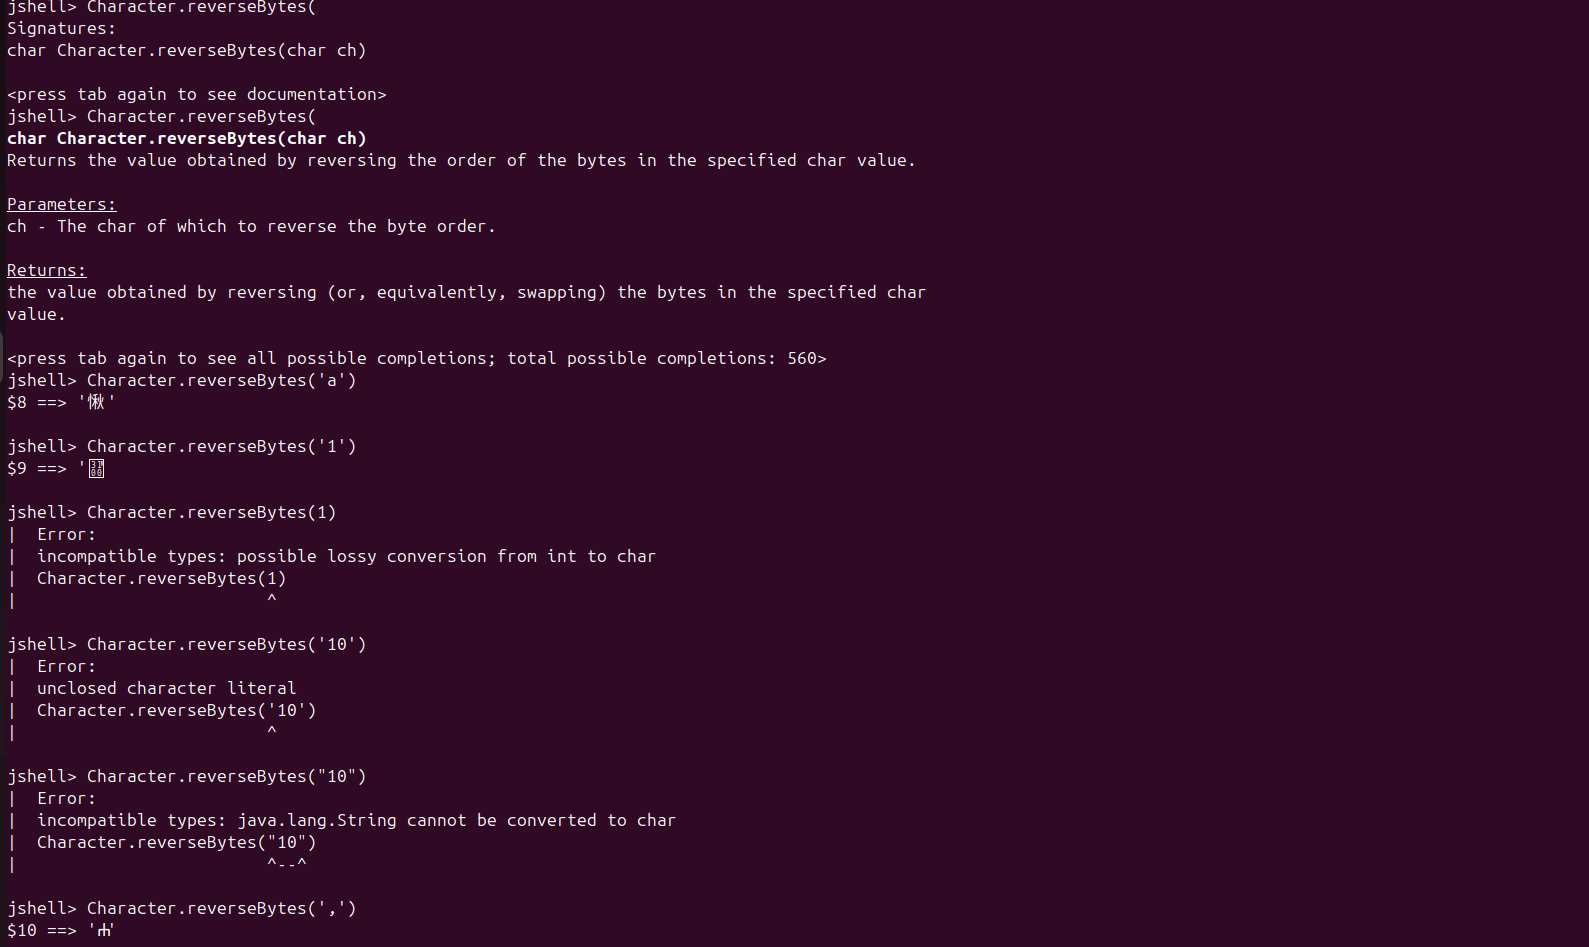 jshell> Character.reverseBytes(
Signatures:
char Character.reverseBytes(char ch)
<press tab again to see documentation>
jshell> Character.reverseBytes(
char Character.reverseBytes(char ch)
Returns the value obtained by reversing the order of the bytes in the specified char value.
Parameters:
ch - The char of which to reverse the byte order.
Returns:
the value obtained by reversing (or, equivalently, swapping) the bytes in the specified char
value.
<press tab again to see all possible completions; total possible completions: 560>
jshell> Character.reverseBytes('a')
$8 ==> '愀'
jshell> Character.reverseBytes('1')
$9 ==> '㄀'
jshell> Character.reverseBytes(1)
|  Error:
|  incompatible types: possible lossy conversion from int to char
|  Character.reverseBytes(1)
|                         ^
jshell> Character.reverseBytes('10')
|  Error:
|  unclosed character literal
|  Character.reverseBytes('10')
|                         ^
jshell> Character.reverseBytes("10")
|  Error:
|  incompatible types: java.lang.String cannot be converted to char
|  Character.reverseBytes("10")
|                         ^--^
jshell> Character.reverseBytes(',')
$10 ==> 'Ⰰ'